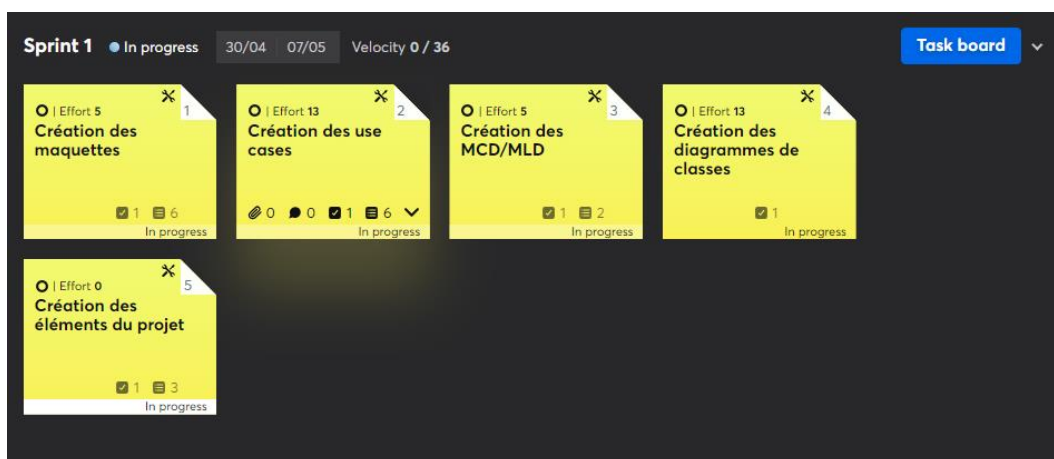 Sprint 1 In progress 30/04 07/05 Velocity 0 / 36 Task board
| Effort 5 1
Création des
maquettes
1 6
In progress
| Effort 13 2
Création des use
cases
0 0 1 6
In progress
| Effort 5 3
Création des
MCD/MLD
1 2
In progress
| Effort 13 4
Création des
diagrammes de
classes
1
In progress
| Effort 0 5
Création des
éléments du projet
1 3
In progress